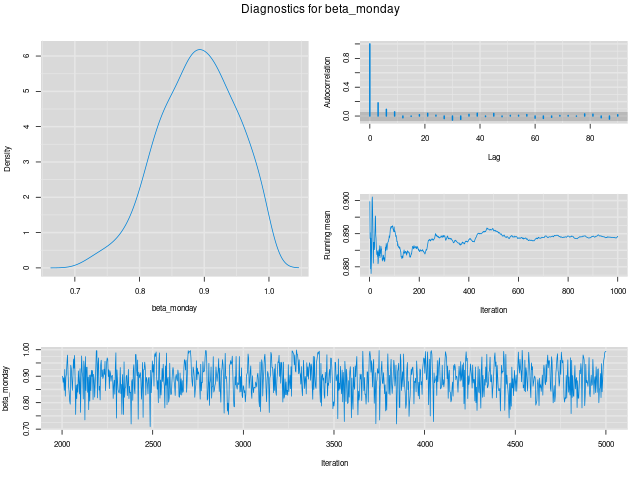 Diagnostics for beta_monday
Density
0 1 2 3 4 5 6
0.7 0.8 0.9 1.0
beta_monday
Autocorrelation
0.0 0.4 0.8
0 20 40 60 80
Lag
Running mean
0.880 0.890 0.900
0 200 400 600 800 1000
Iteration
beta_monday
0.70 0.80 0.90 1.00
2000 2500 3000 3500 4000 4500 5000
Iteration